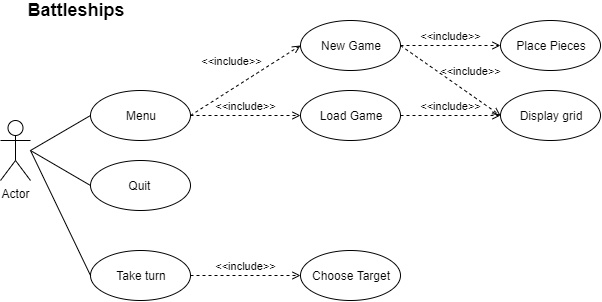 Battleships
<<include>>
New Game
<<include>>
Place Pieces
<<include>>
<<include>>
Menu
<<include>>
Load Game
<<include>>
Display grid
Actor
Quit
Take turn
<<include>>
Choose Target